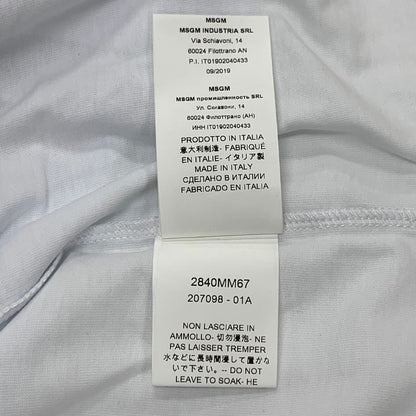 MSGM
MSGM INDUSTRIA SRL
Via Schiavoni, 14
60024 Filottrano AN
P.I. IT01902040433
09/2019
MSGM
MSGM промышленность SRL
Ул. Скиавони, 14
60024 Филоттрано (АН)
ИНН IT01902040433
PRODOTTO IN ITALIA
意大利制造- FABRIQUÉ
EN ITALIE- イタリア製
MADE IN ITALY
СДЕЛАНО В ИТАЛИИ
FABRICADO EN ITALIA
2840MM67
207098 - 01A
NON LASCIARE IN
AMMOLLO- 切勿浸泡- NE
PAS LAISSER TREMPER
水などに長時間浸して置かな
いで下さい。-- DO NOT
LEAVE TO SOAK- НЕ